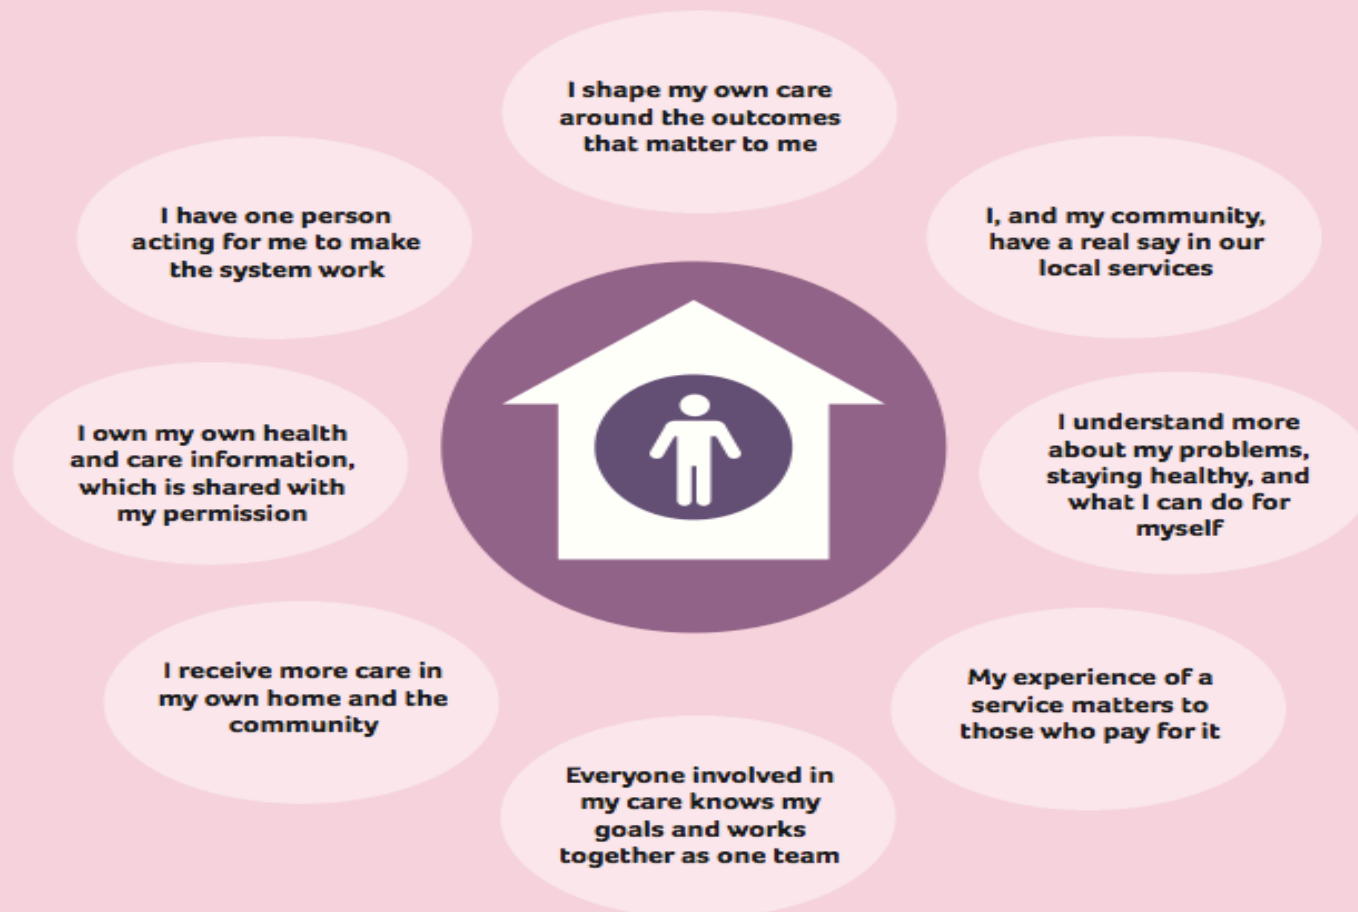 I shape my own care
around the outcomes
that matter to me
I have one person
acting for me to make
the system work
I, and my community,
have a real say in our
local services
I own my own health
and care information,
which is shared with
my permission
I understand more
about my problems,
staying healthy, and
what I can do for
myself
I receive more care in
my own home and the
community
My experience of a
service matters to
those who pay for it
Everyone involved in
my care knows my
goals and works
together as one team